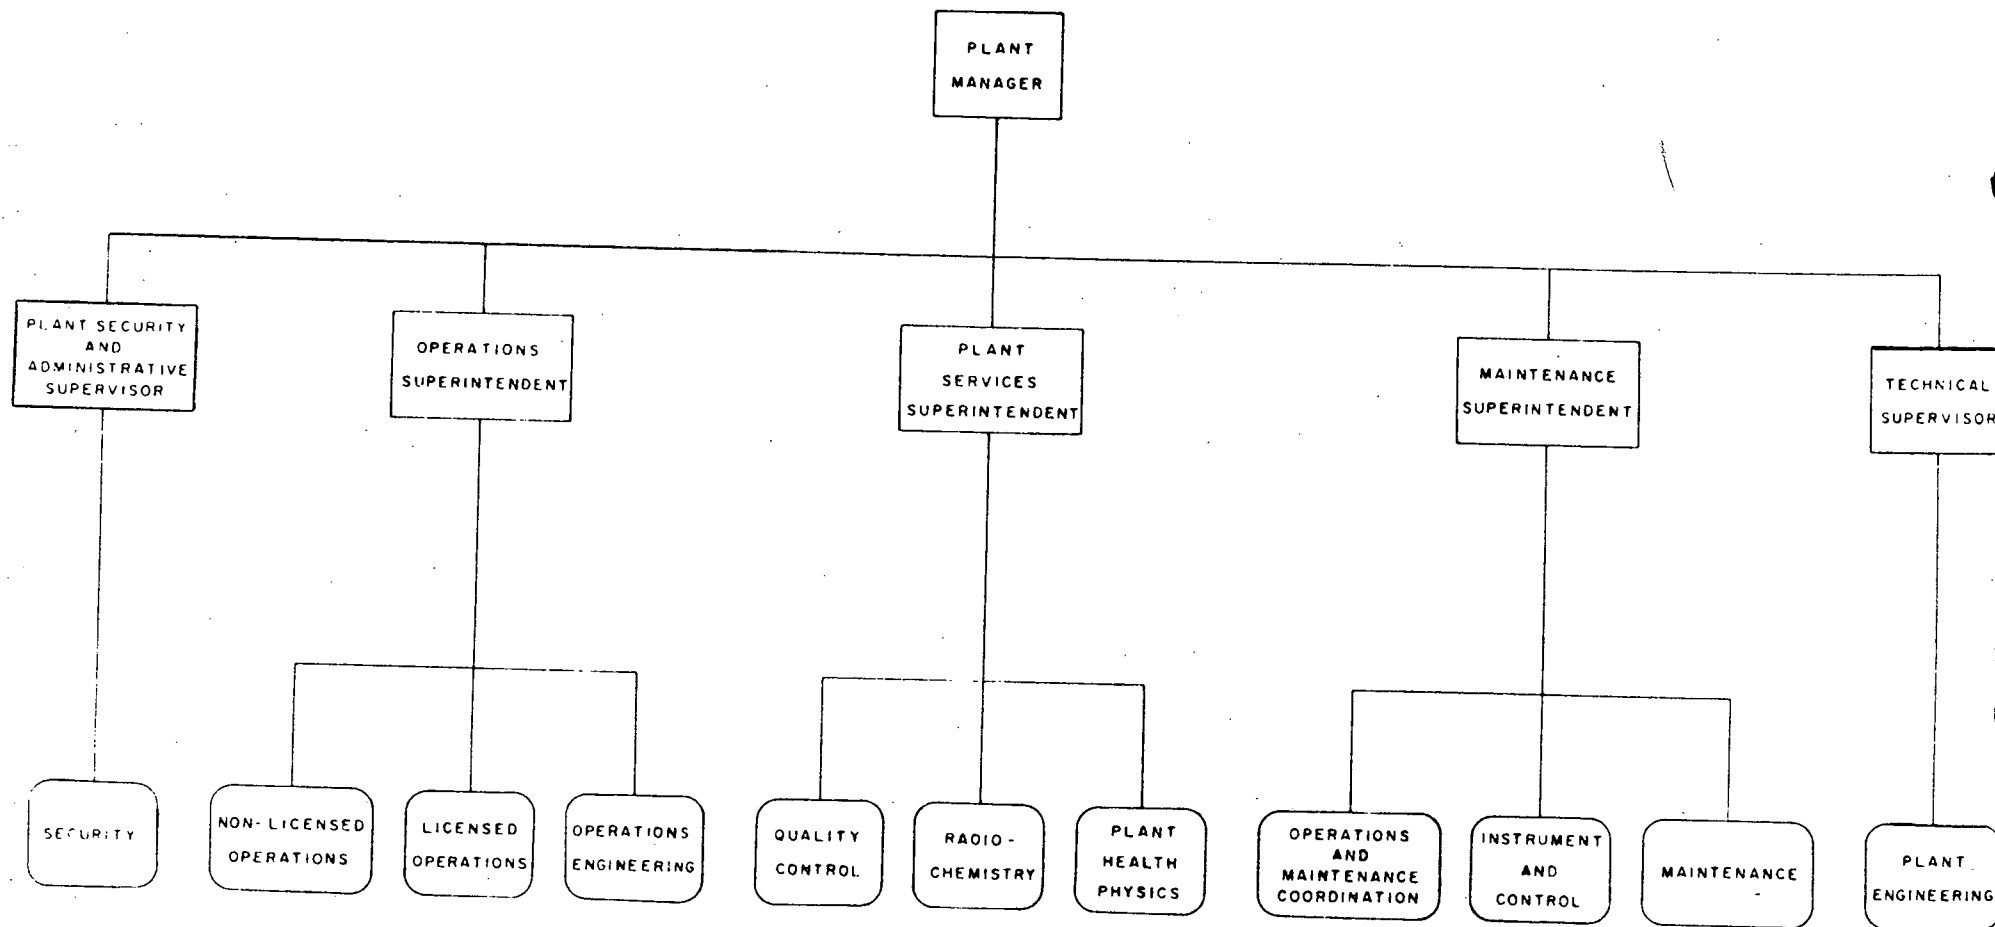 PLANT
MANAGER
PLANT SECURITY
AND
ADMINISTRATIVE
SUPERVISOR
OPERATIONS
SUPERINTENDENT
PLANT
SERVICES
SUPERINTENDENT
MAINTENANCE
SUPERINTENDENT
TECHNICAL
SUPERVISOR
SECURITY
NON-LICENSED
OPERATIONS
LICENSED
OPERATIONS
OPERATIONS
ENGINEERING
QUALITY
CONTROL
RADIO-
CHEMISTRY
PLANT
HEALTH
PHYSICS
OPERATIONS
AND
MAINTENANCE
COORDINATION
INSTRUMENT
AND
CONTROL
MAINTENANCE
PLANT
ENGINEERING